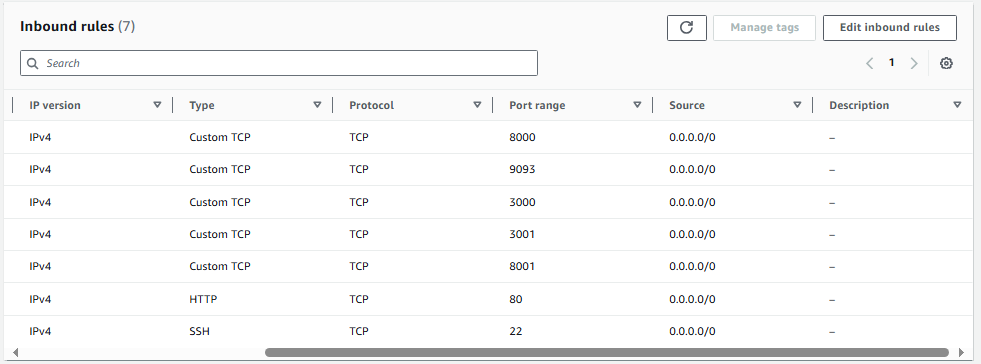 Inbound rules (7)
Manage tags
Edit inbound rules
Search
1
IP version Type Protocol Port range Source Description
IPv4 Custom TCP TCP 8000 0.0.0.0/0 –
IPv4 Custom TCP TCP 9093 0.0.0.0/0 –
IPv4 Custom TCP TCP 3000 0.0.0.0/0 –
IPv4 Custom TCP TCP 3001 0.0.0.0/0 –
IPv4 Custom TCP TCP 8001 0.0.0.0/0 –
IPv4 HTTP TCP 80 0.0.0.0/0 –
IPv4 SSH TCP 22 0.0.0.0/0 –